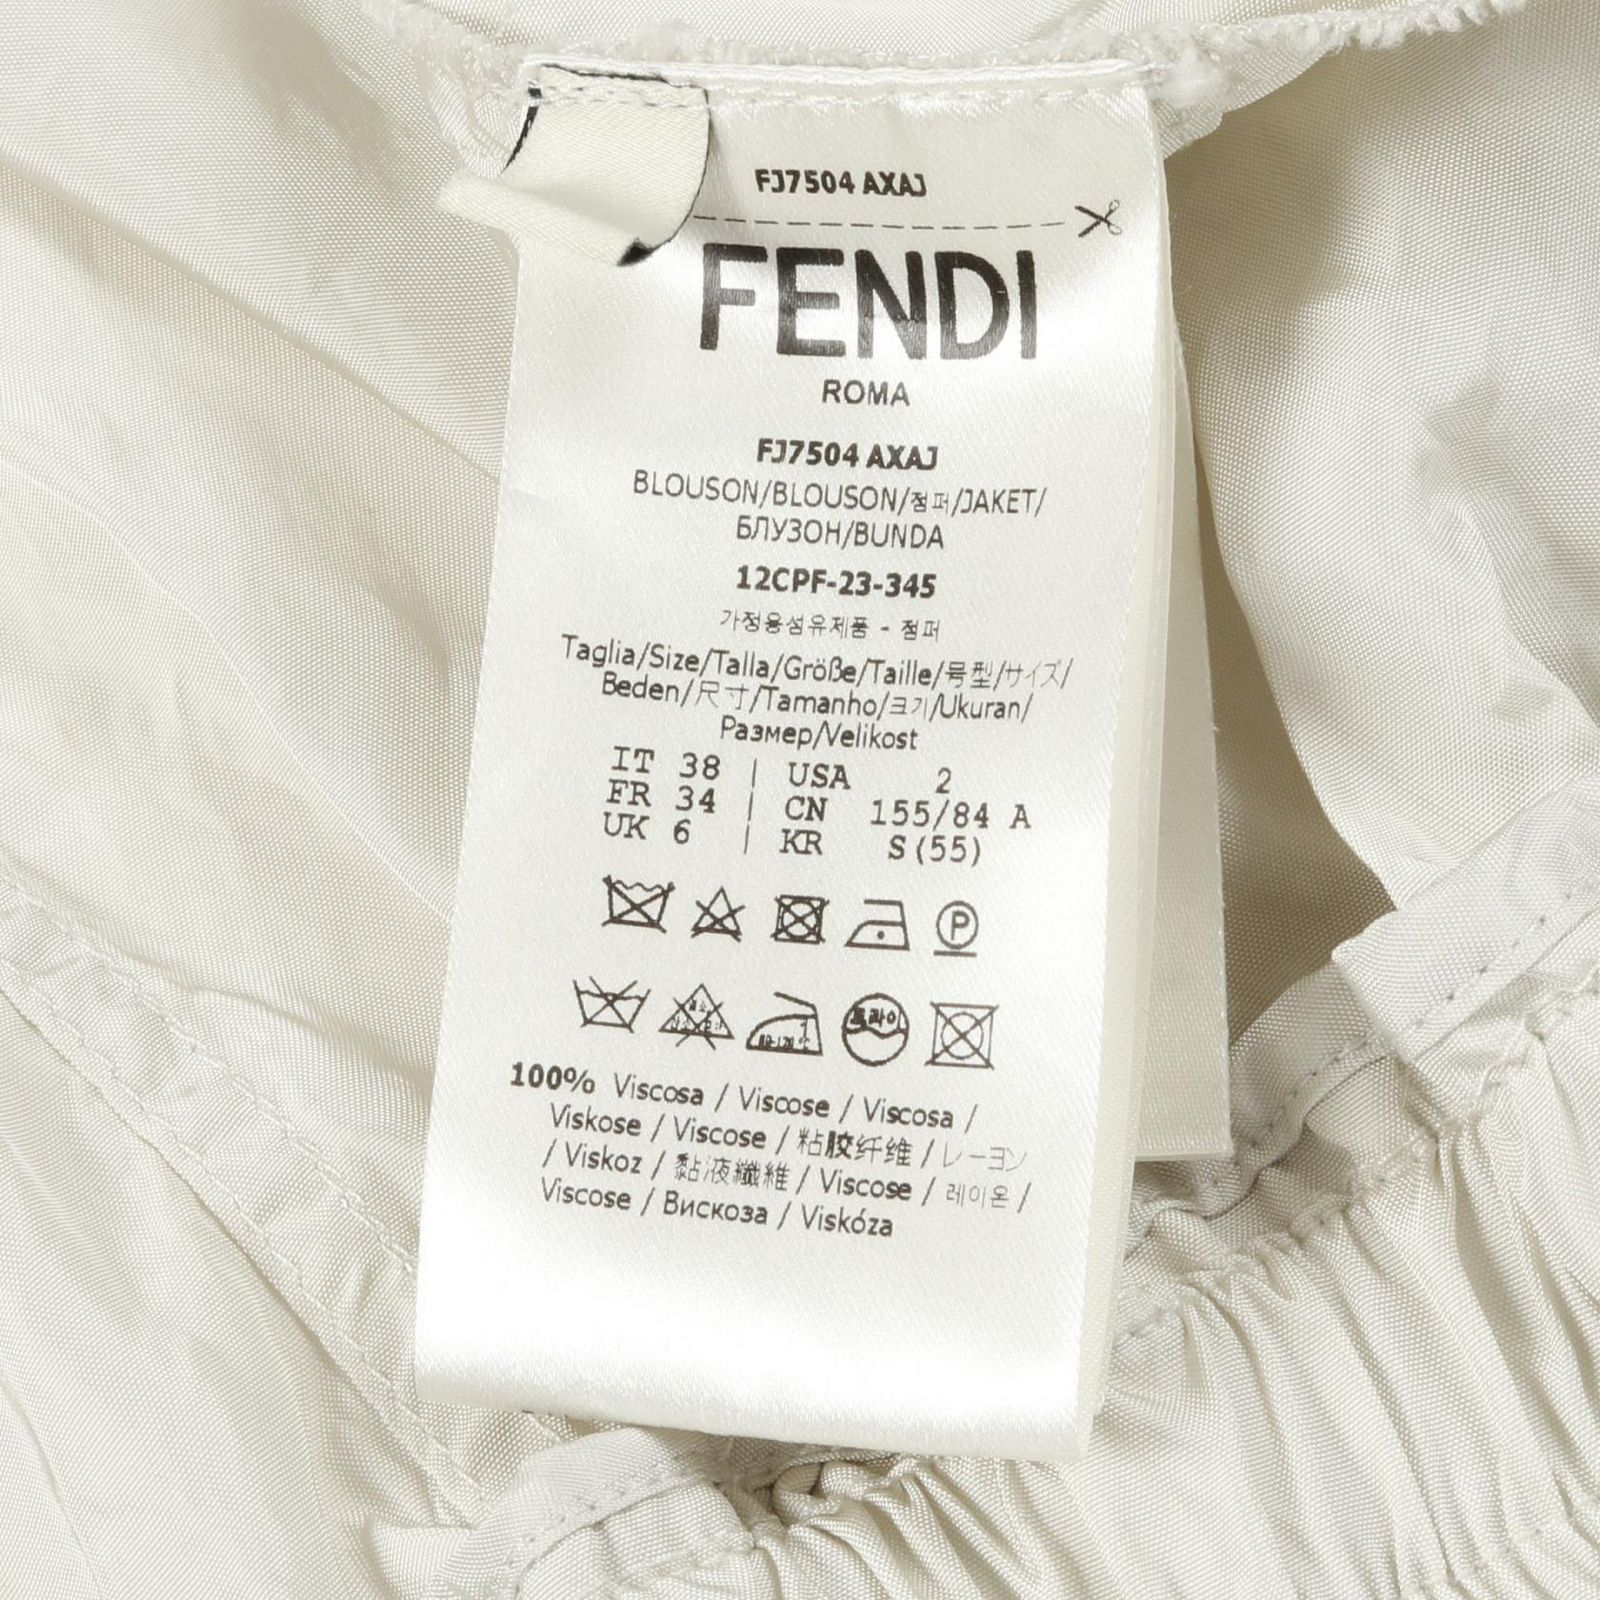 FJ7504 AXAJ
FENDI
ROMA
FJ7504 AXAJ
BLOUSON/BLOUSON/점퍼/JAKET/
БЛУЗОН/BUNDA
12CPF-23-345
가정용섬유제품 - 점퍼
Taglia/Size/Talla/Größe/Taille/号型/サイズ/
Beden/尺寸/Tamanho/크기/Ukuran/
Размер/Velikost
IT 38 | USA 2
FR 34 | CN 155/84 A
UK 6 | KR S(55)
P
드라이
100% Viscosa / Viscose / Viscosa /
Viskose / Viscose / 粘胶纤维 / レーヨン
/ Viskoz / 黏液纖維 / Viscose / 레이온 /
Viscose / Вискоза / Viskóza